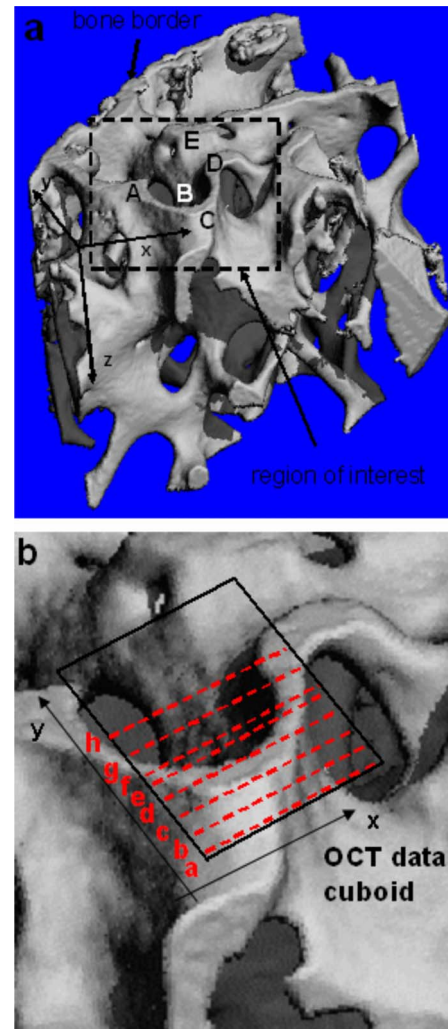 a
bone border
E
D
A
B
C
y
x
z
region of interest
b
y
h
g
f
e
d
c
b
a
x
OCT data
cuboid